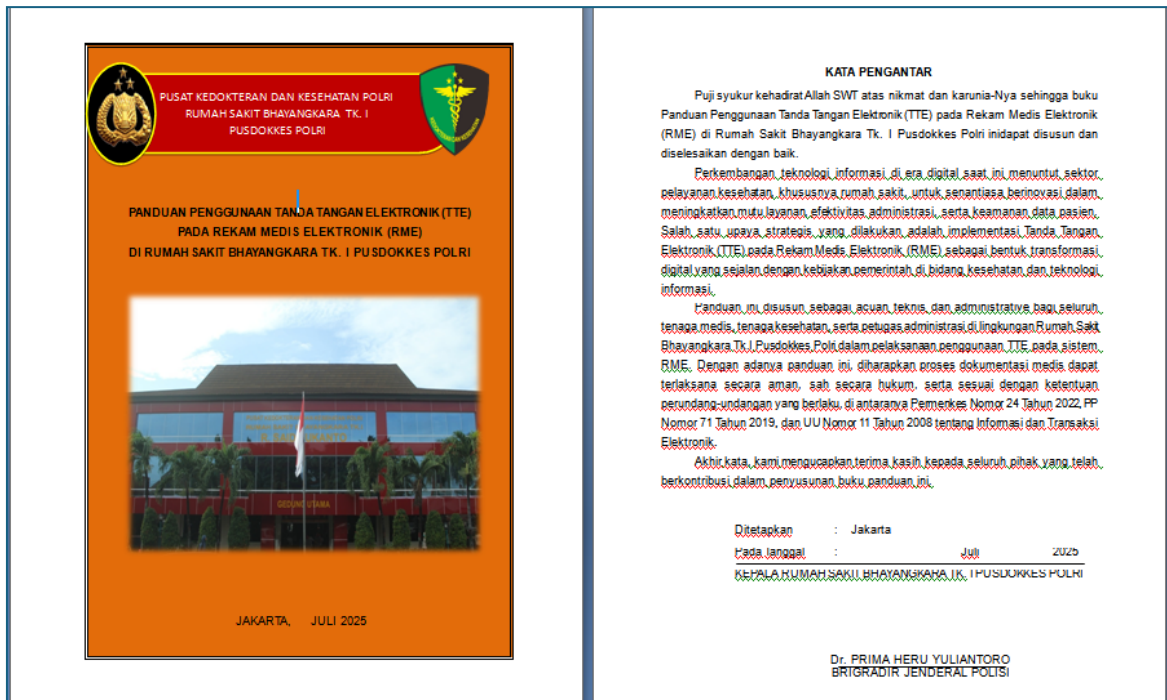 PUSAT KEDOKTERAN DAN KESEHATAN POLRI
RUMAH SAKIT BHAYANGKARA TK. I
PUSDOKKES POLRI
PANDUAN PENGGUNAAN TANDA TANGAN ELEKTRONIK (TTE)
PADA REKAM MEDIS ELEKTRONIK (RME)
DI RUMAH SAKIT BHAYANGKARA TK. I PUSDOKKES POLRI
GEDUNG UTAMA
JAKARTA, JULI 2025
KATA PENGANTAR
Puji syukur kehadirat Allah SWT atas nikmat dan karunia-Nya sehingga buku
Panduan Penggunaan Tanda Tangan Elektronik (TTE) pada Rekam Medis Elektronik
(RME) di Rumah Sakit Bhayangkara Tk. I Pusdokkes Polri inidapat disusun dan
diselesaikan dengan baik.
Perkembangan teknologi informasi di era digital saat ini menuntut sektor
pelayanan kesehatan, khususnya rumah sakit, untuk senantiasa berinovasi dalam
meningkatkan mutu layanan, efektivitas administrasi, serta keamanan data pasien.
Salah satu upaya strategis yang dilakukan adalah implementasi Tanda Tangan
Elektronik (TTE) pada Rekam Medis Elektronik (RME) sebagai bentuk transformasi
digital yang sejalan dengan kebijakan pemerintah di bidang kesehatan dan teknologi
informasi.
Panduan ini disusun sebagai acuan teknis dan administrative bagi seluruh
tenaga medis, tenaga kesehatan, serta petugas administrasi di lingkungan Rumah Sakit
Bhayangkara Tk.I Pusdokkes Polri dalam pelaksanaan penggunaan TTE pada sistem
RME. Dengan adanya panduan ini, diharapkan proses dokumentasi medis dapat
terlaksana secara aman, sah secara hukum, serta sesuai dengan ketentuan
perundang-undangan yang berlaku, di antaranya Permenkes Nomor 24 Tahun 2022, PP
Nomor 71 Tahun 2019, dan UU Nomor 11 Tahun 2008 tentang Informasi dan Transaksi
Elektronik.
Akhir kata, kami mengucapkan terima kasih kepada seluruh pihak yang telah
berkontribusi dalam penyusunan buku panduan ini.
Ditetapkan : Jakarta
Pada tanggal : Juli 2025
KEPALA RUMAH SAKIT BHAYANGKARA TK. I PUSDOKKES POLRI
Dr. PRIMA HERU YULIANTORO
BRIGRADIR JENDERAL POLISI